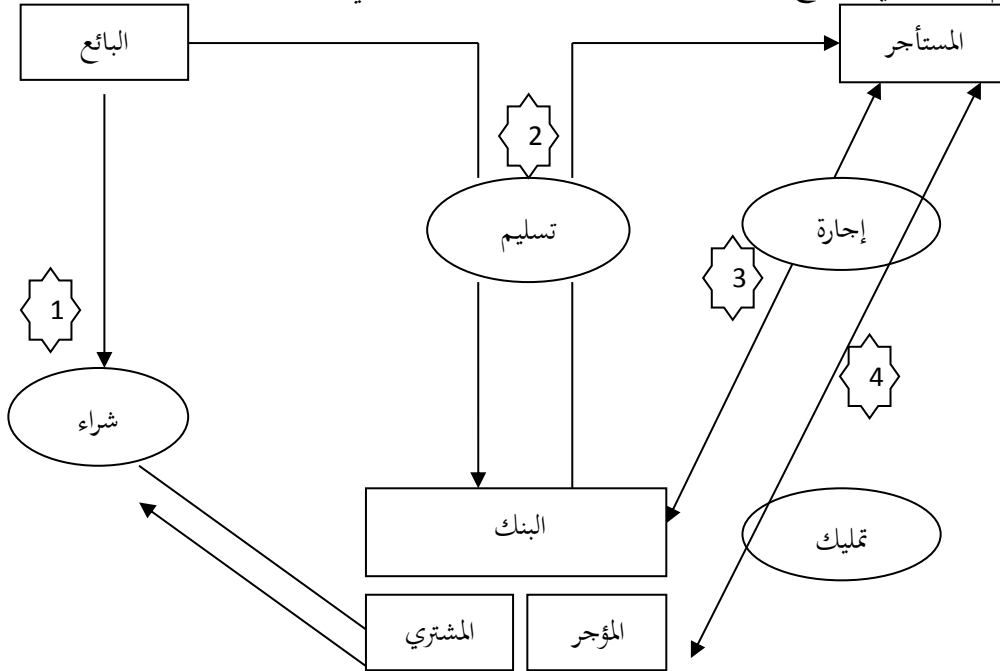 البائع
المستأجر
2
تسليم
إجارة
3
1
4
شراء
البنك
تمليك
المشتري
المؤجر